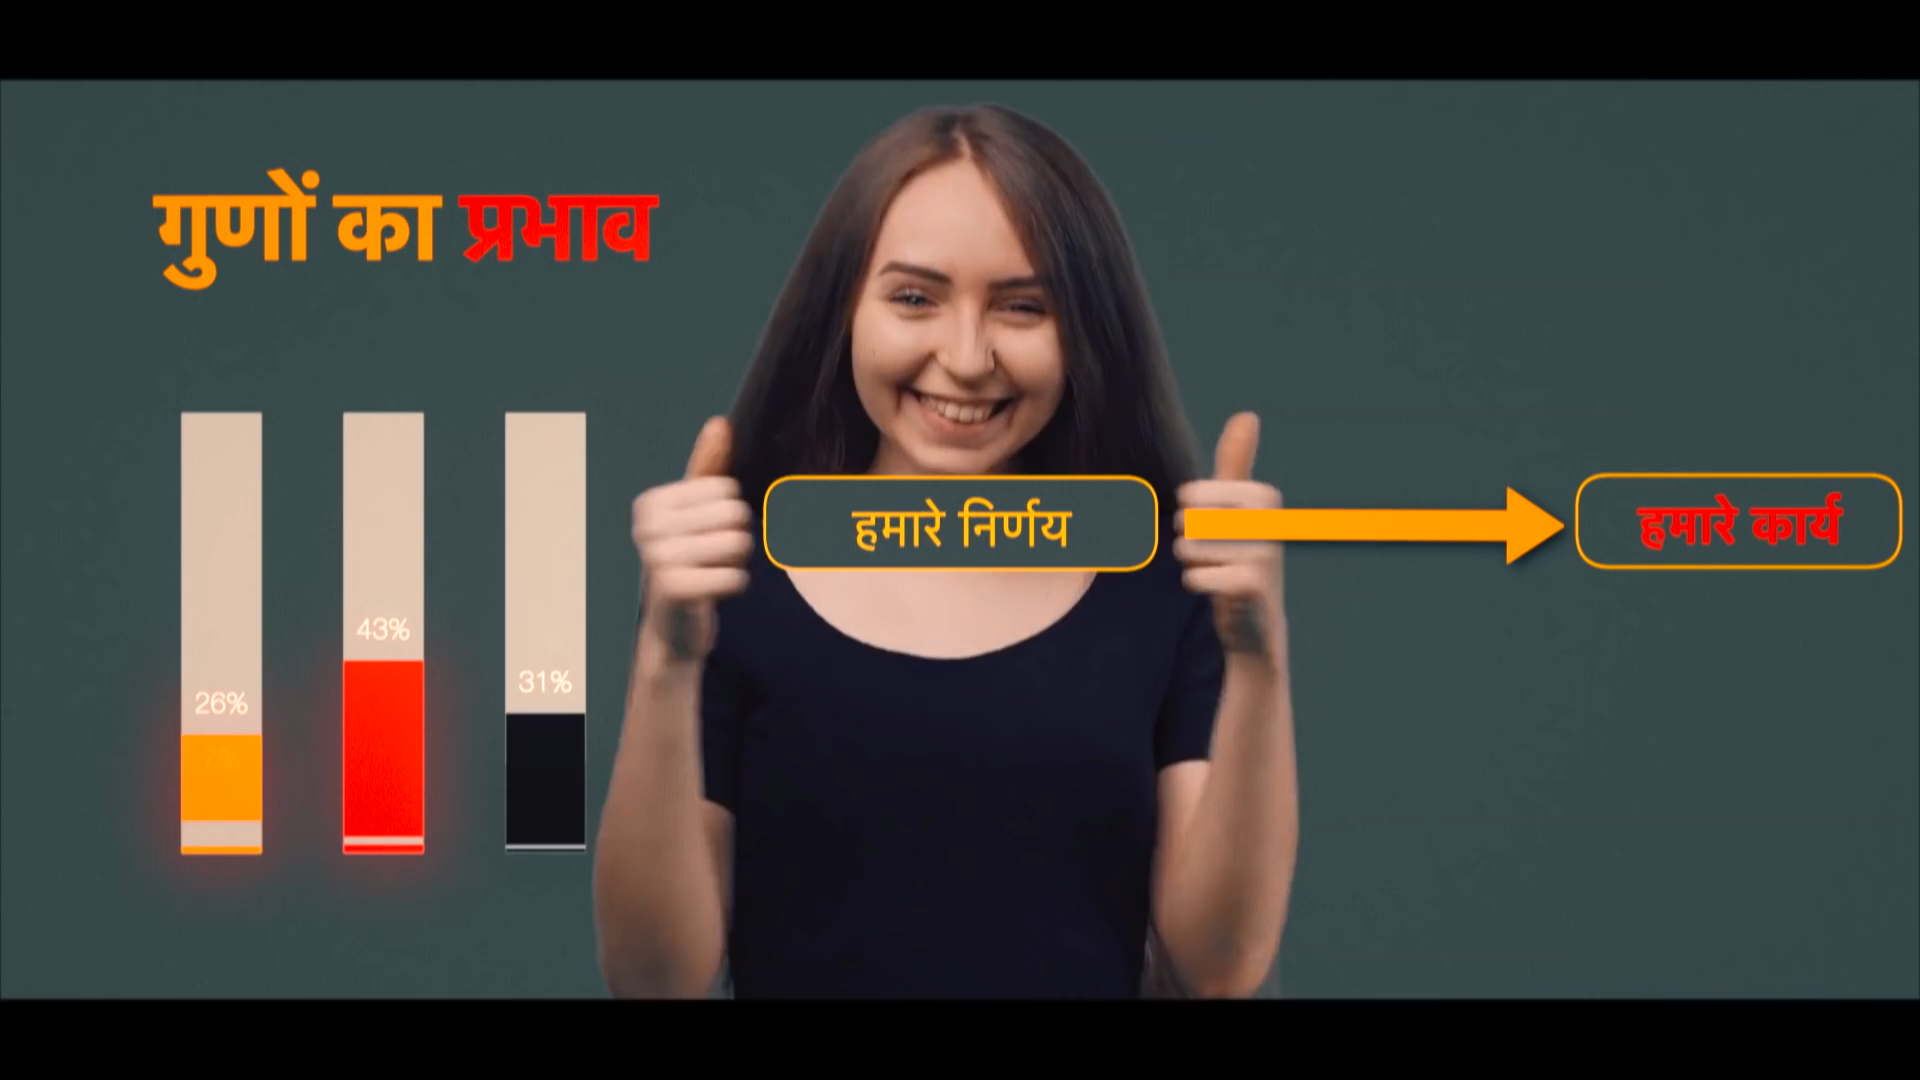 गुणों का प्रभाव
हमारे निर्णय
हमारे कार्य
43%
31%
26%